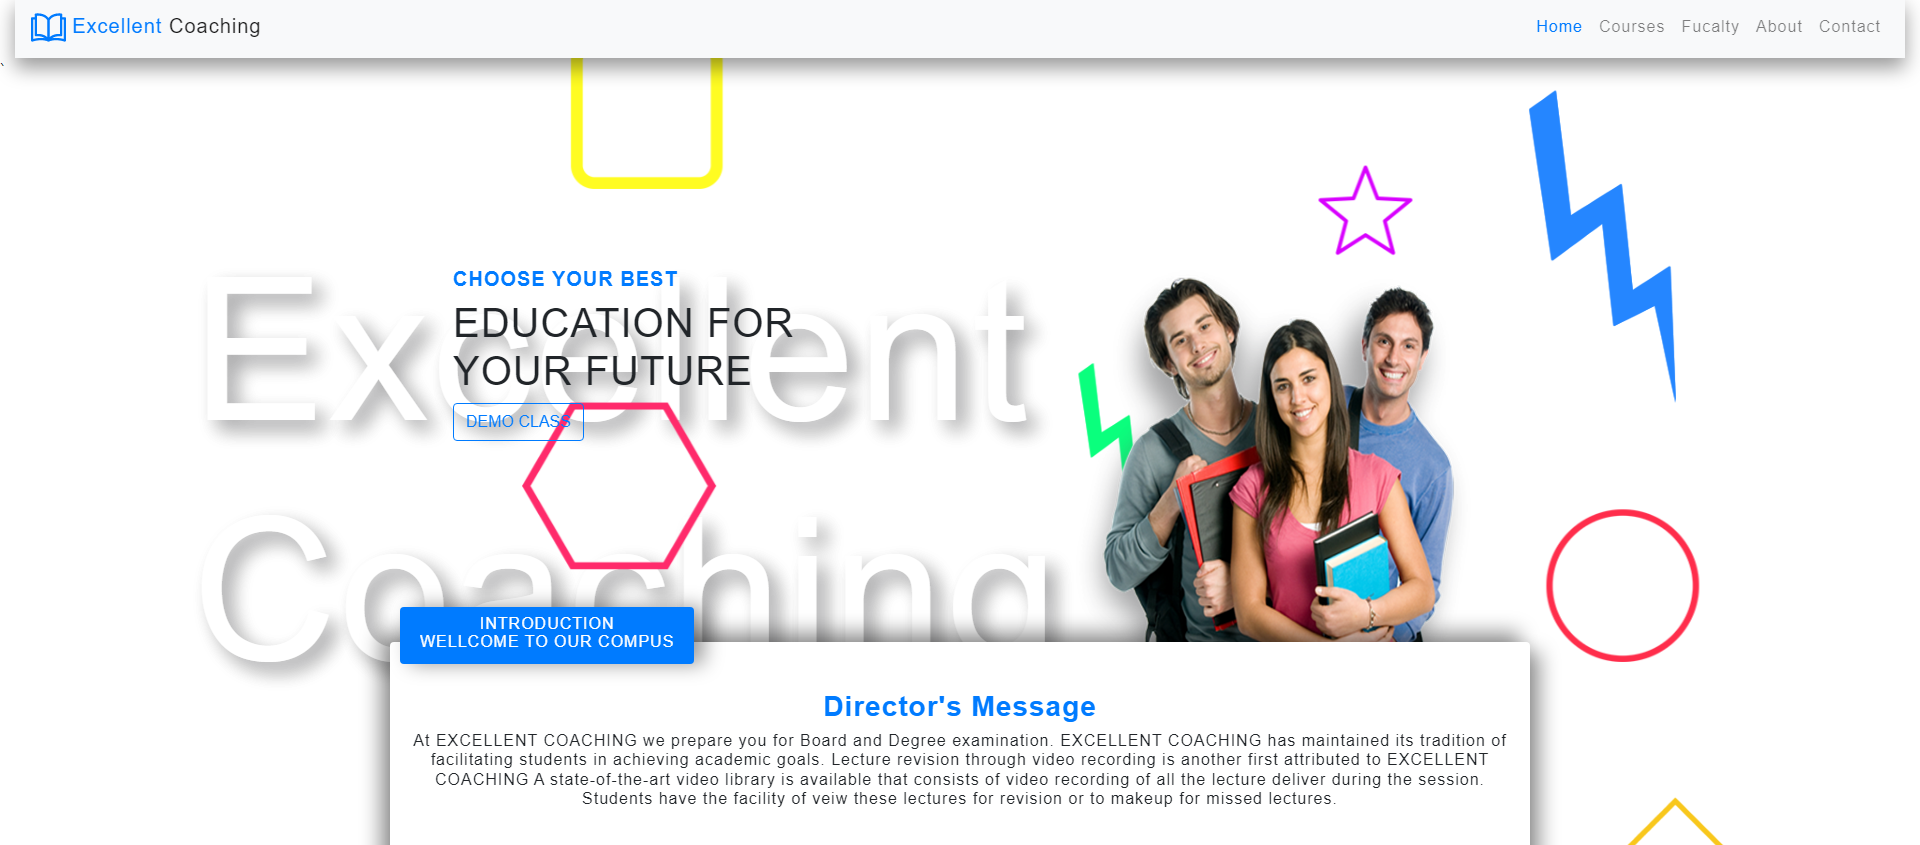 Excellent Coaching
Home Courses Fucalty About Contact
`
Excellent
Coaching
CHOOSE YOUR BEST
EDUCATION FOR
YOUR FUTURE
DEMO CLASS
INTRODUCTION
WELLCOME TO OUR COMPUS
Director's Message
At EXCELLENT COACHING we prepare you for Board and Degree examination. EXCELLENT COACHING has maintained its tradition of
facilitating students in achieving academic goals. Lecture revision through video recording is another first attributed to EXCELLENT
COACHING A state-of-the-art video library is available that consists of video recording of all the lecture deliver during the session.
Students have the facility of veiw these lectures for revision or to makeup for missed lectures.